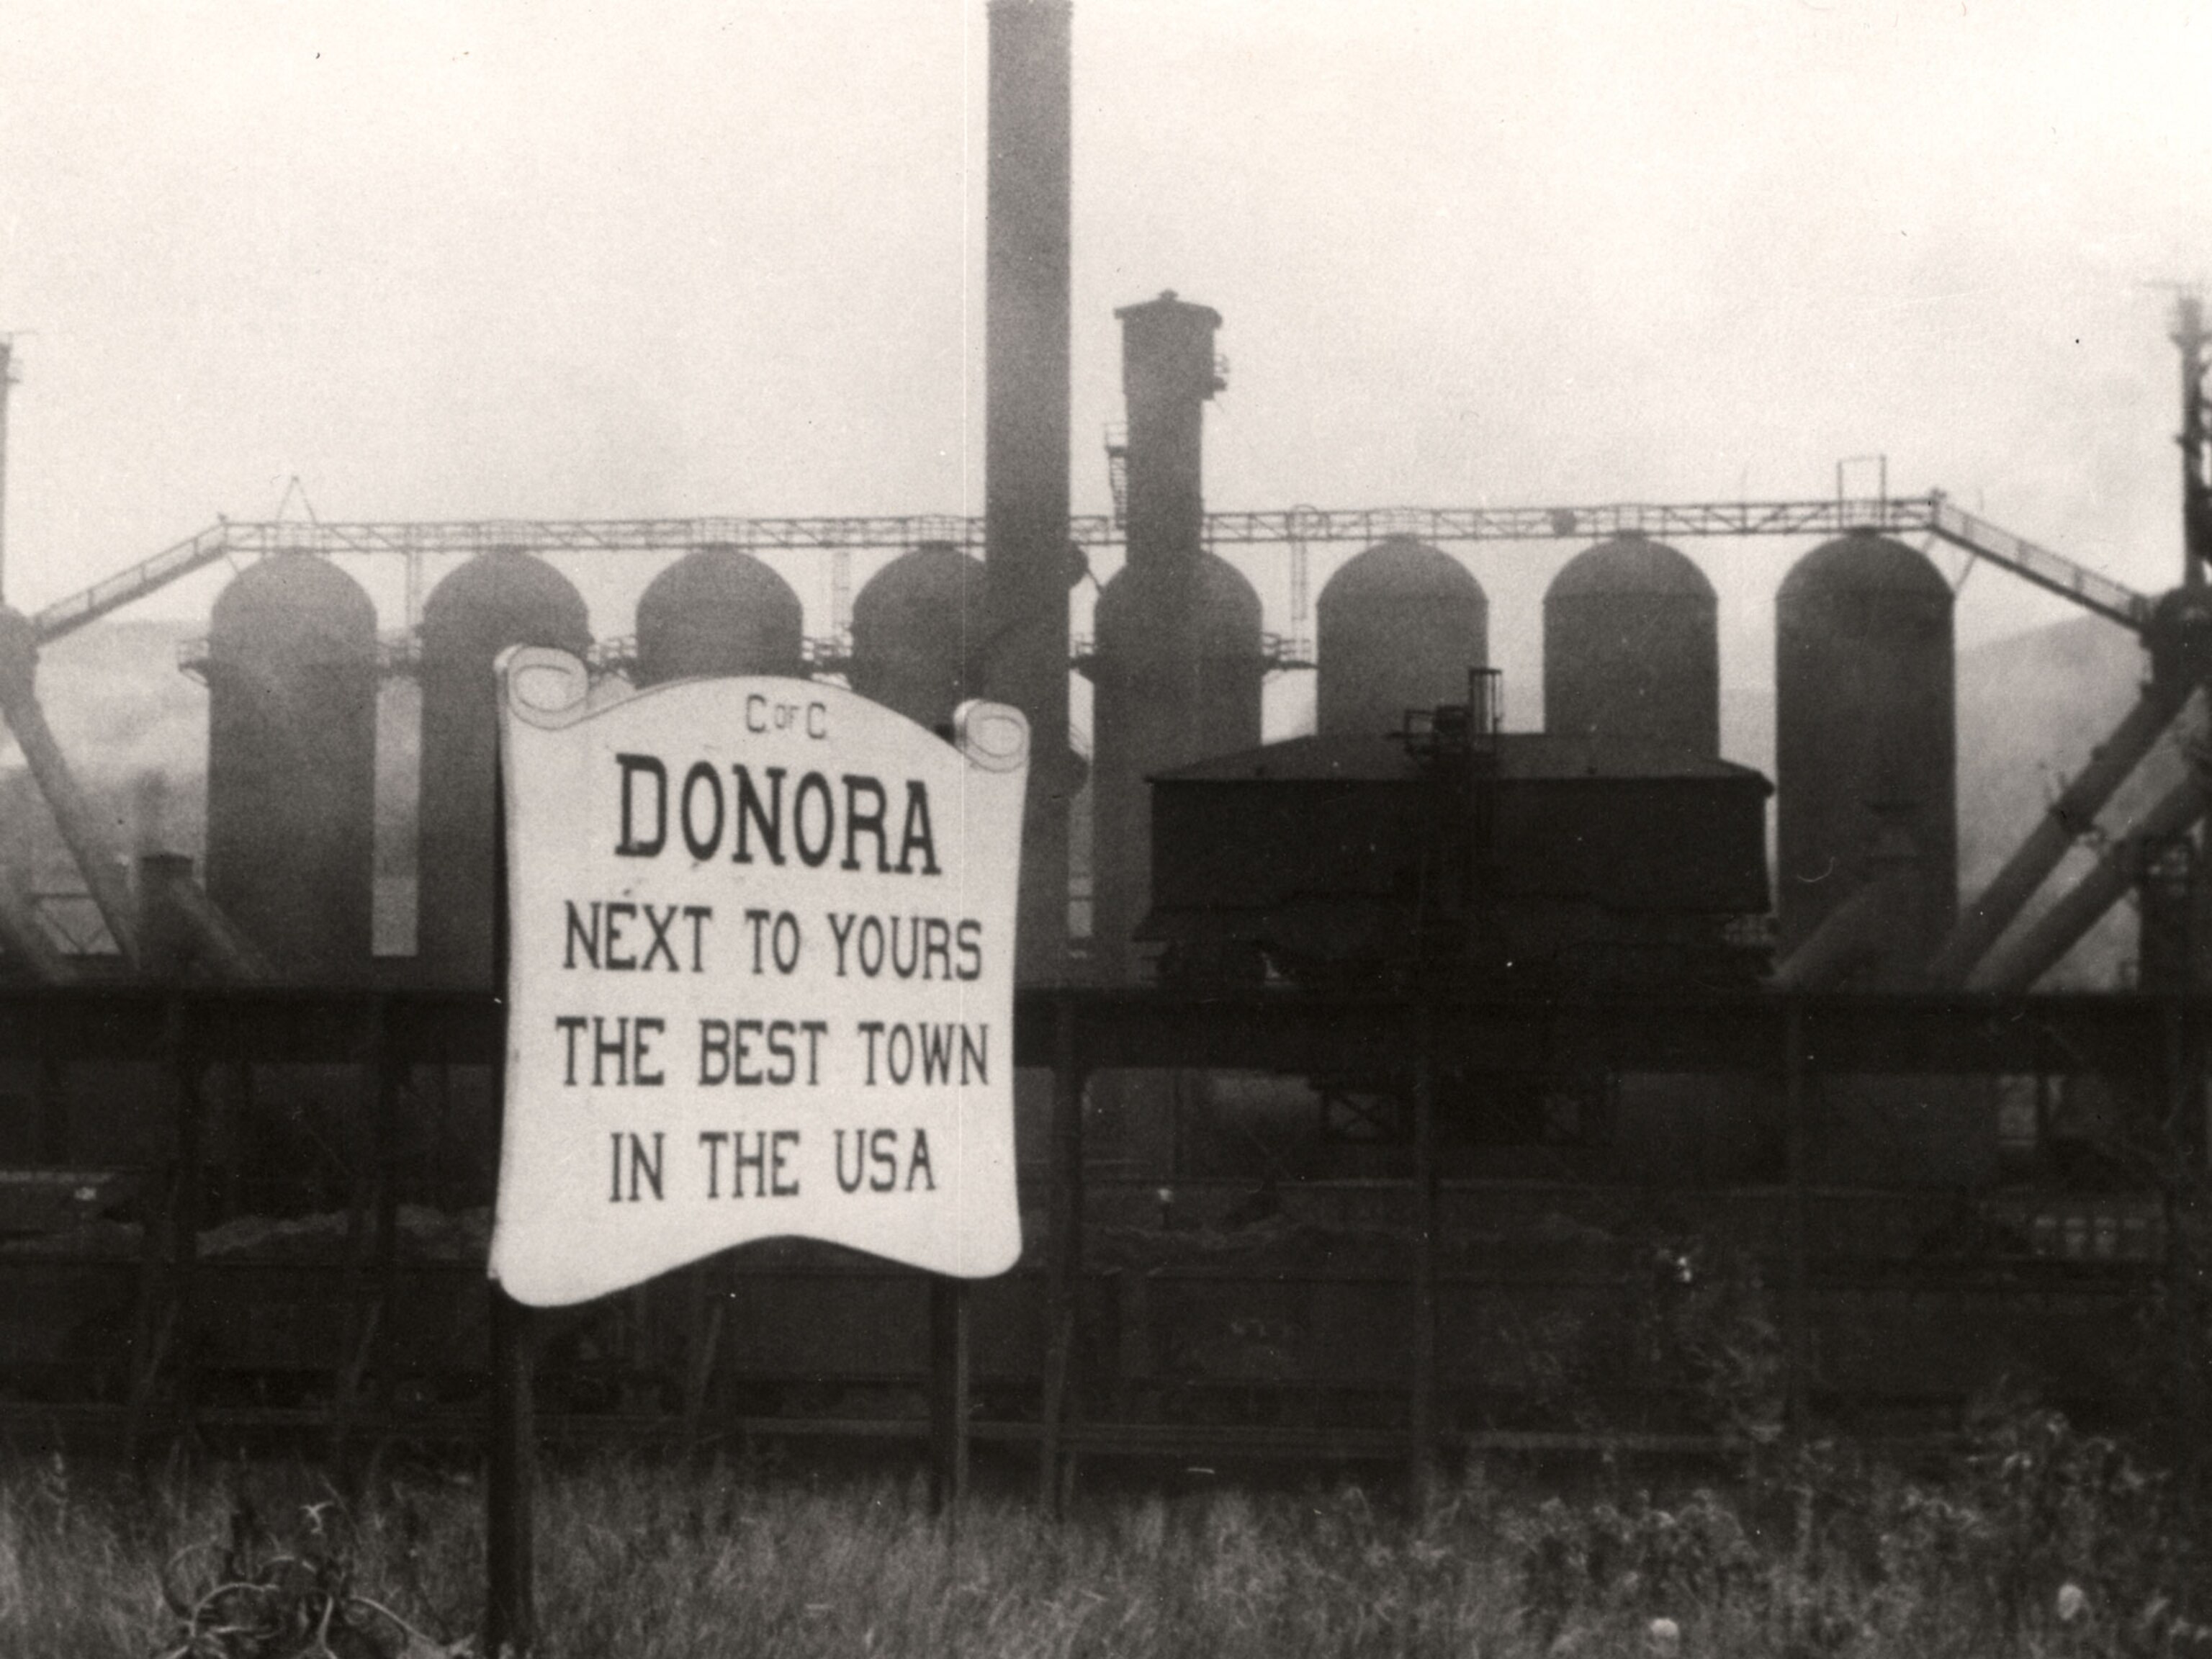 C OF C
DONORA
NEXT TO YOURS
THE BEST TOWN
IN THE USA